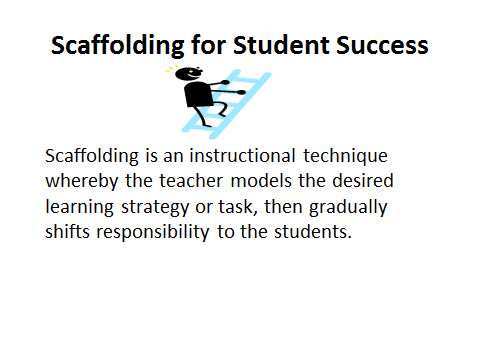 Scaffolding for Student Success
Scaffolding is an instructional technique
whereby the teacher models the desired
learning strategy or task, then gradually
shifts responsibility to the students.